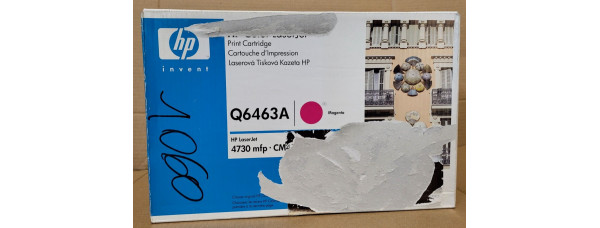 hp
invent
Print Cartridge
Cartouche d'Impression
Laserová Tisková Kazeta HP
Q6463A
Magenta
HP LaserJet
4730 mfp · CM
1060